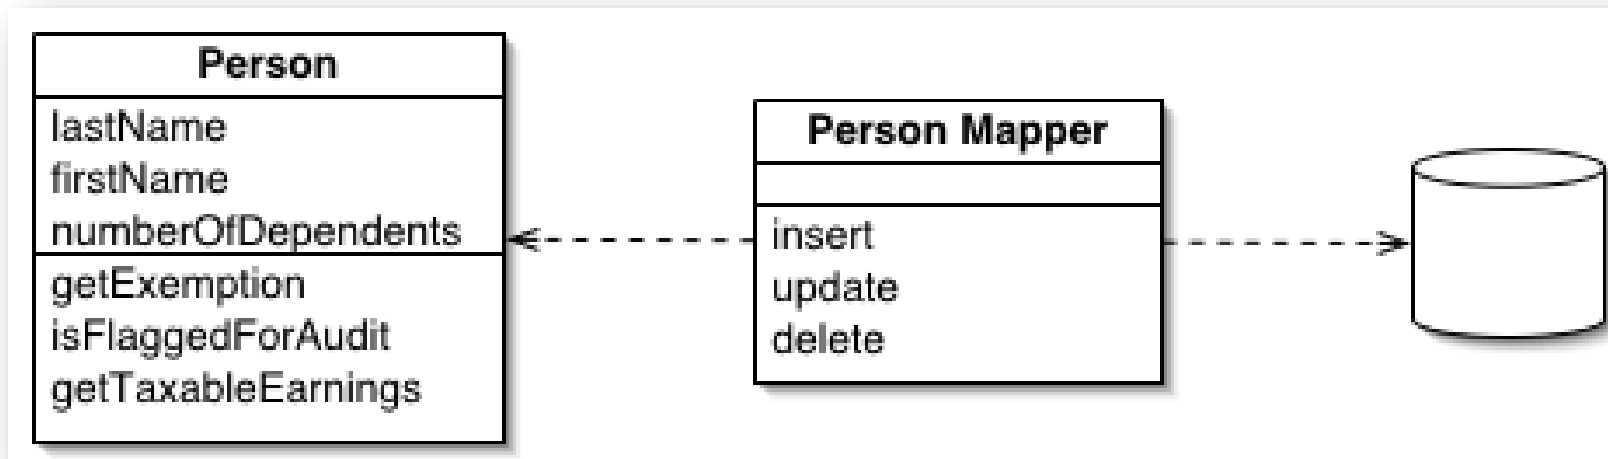 Person
lastName
firstName
numberOfDependents
getExemption
isFlaggedForAudit
getTaxableEarnings
Person Mapper
insert
update
delete